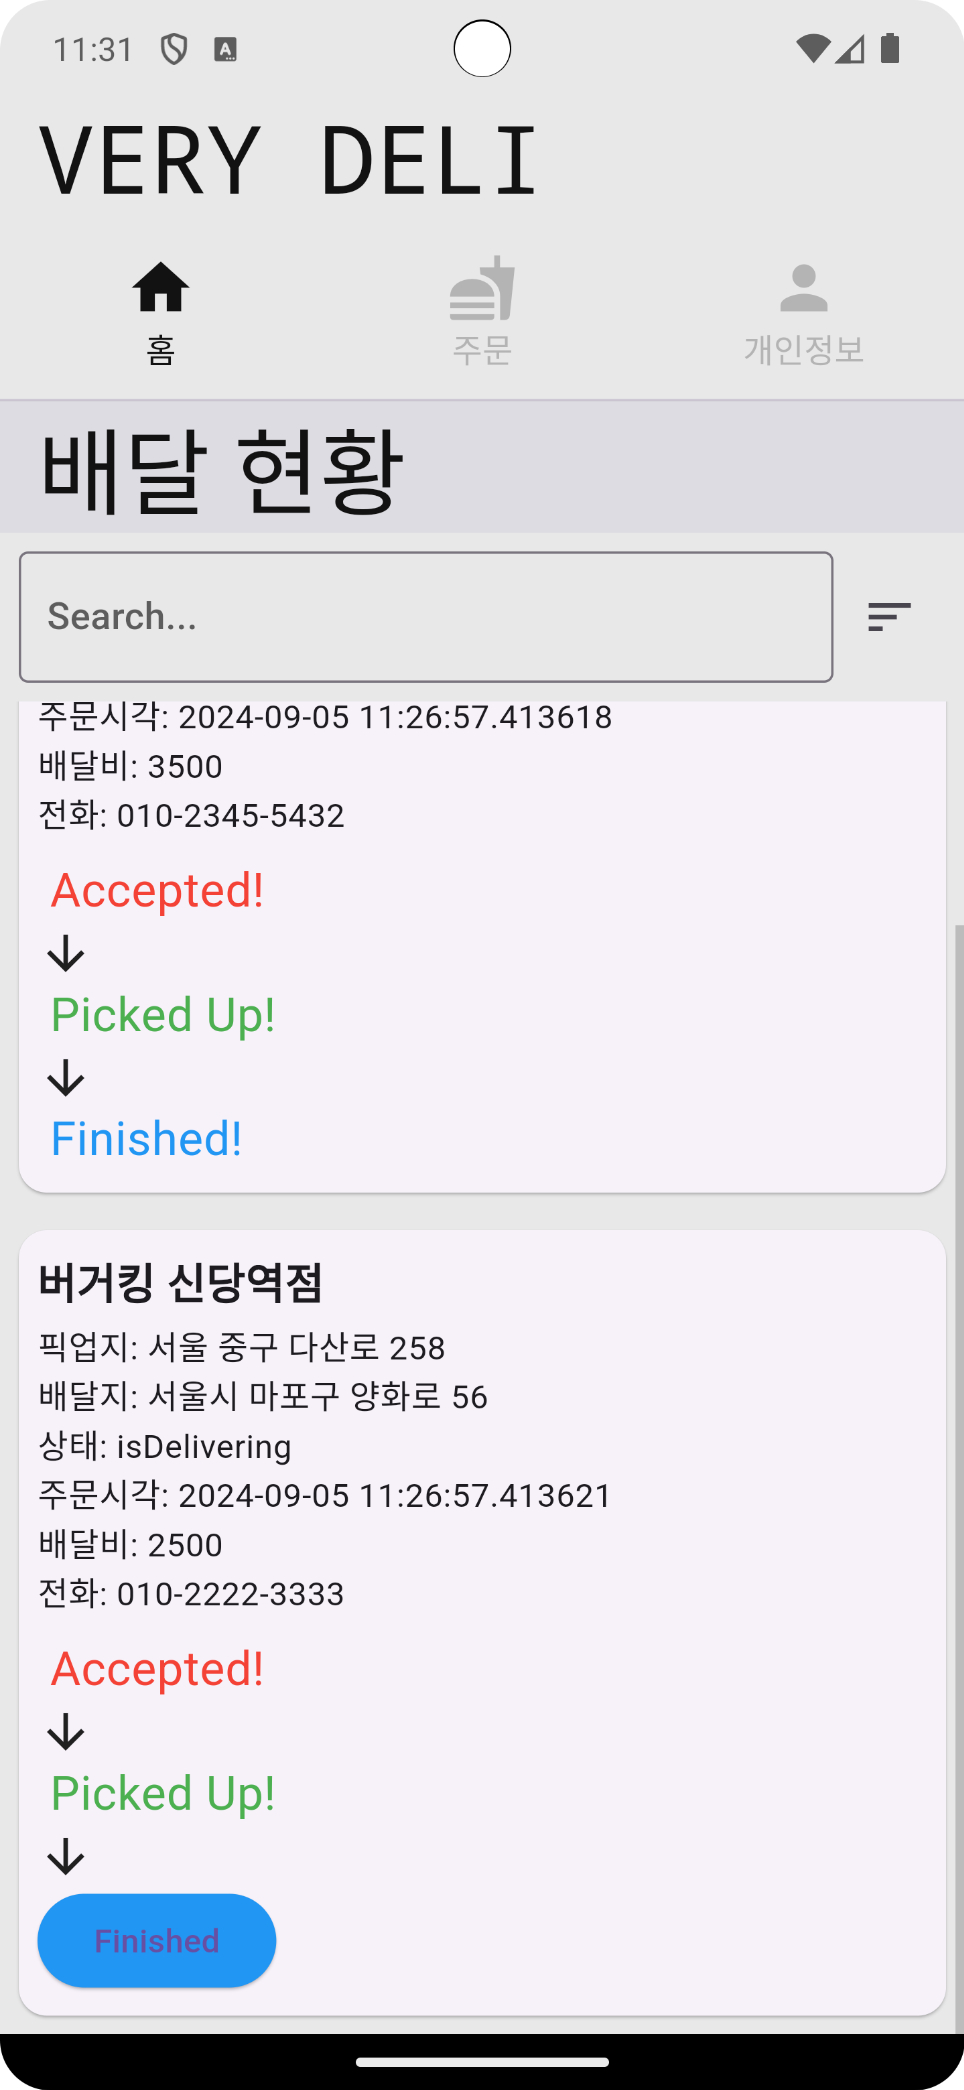 11:31
VERY DELI
홈
주문
개인정보
배달 현황
Search...
주문시각: 2024-09-05 11:26:57.413618
배달비: 3500
전화: 010-2345-5432
Accepted!
Picked Up!
Finished!
버거킹 신당역점
픽업지: 서울 중구 다산로 258
배달지: 서울시 마포구 양화로 56
상태: isDelivering
주문시각: 2024-09-05 11:26:57.413621
배달비: 2500
전화: 010-2222-3333
Accepted!
Picked Up!
Finished